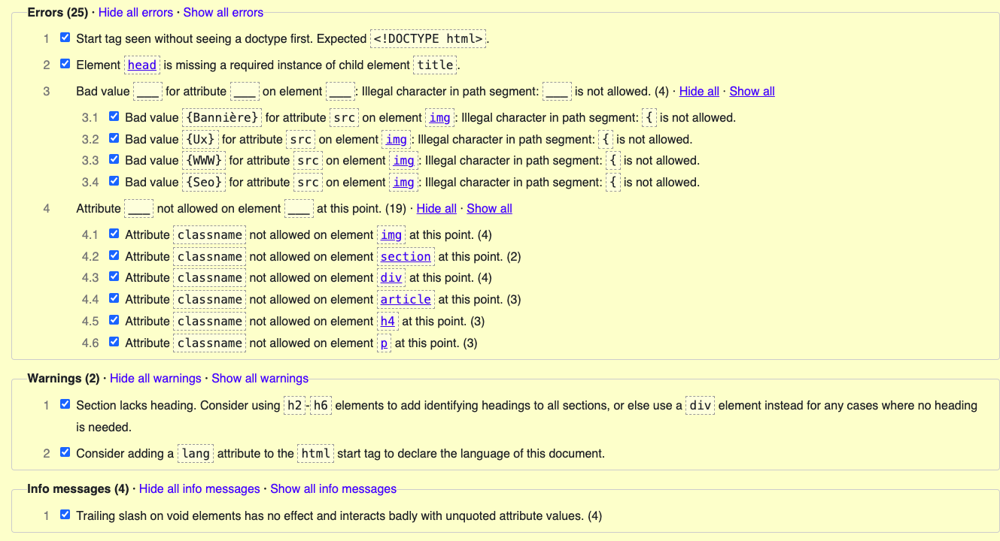 Errors (25) · Hide all errors · Show all errors
1 Start tag seen without seeing a doctype first. Expected <!DOCTYPE html>.
2 Element head is missing a required instance of child element title.
3 Bad value ___ for attribute ___ on element ___: Illegal character in path segment: ___ is not allowed. (4) · Hide all · Show all
3.1 Bad value {Bannière} for attribute src on element img: Illegal character in path segment: { is not allowed.
3.2 Bad value {Ux} for attribute src on element img: Illegal character in path segment: { is not allowed.
3.3 Bad value {WWW} for attribute src on element img: Illegal character in path segment: { is not allowed.
3.4 Bad value {Seo} for attribute src on element img: Illegal character in path segment: { is not allowed.
4 Attribute ___ not allowed on element ___ at this point. (19) · Hide all · Show all
4.1 Attribute classname not allowed on element img at this point. (4)
4.2 Attribute classname not allowed on element section at this point. (2)
4.3 Attribute classname not allowed on element div at this point. (4)
4.4 Attribute classname not allowed on element article at this point. (3)
4.5 Attribute classname not allowed on element h4 at this point. (3)
4.6 Attribute classname not allowed on element p at this point. (3)
Warnings (2) · Hide all warnings · Show all warnings
1 Section lacks heading. Consider using h2-h6 elements to add identifying headings to all sections, or else use a div element instead for any cases where no heading
is needed.
2 Consider adding a lang attribute to the html start tag to declare the language of this document.
Info messages (4) · Hide all info messages · Show all info messages
1 Trailing slash on void elements has no effect and interacts badly with unquoted attribute values. (4)